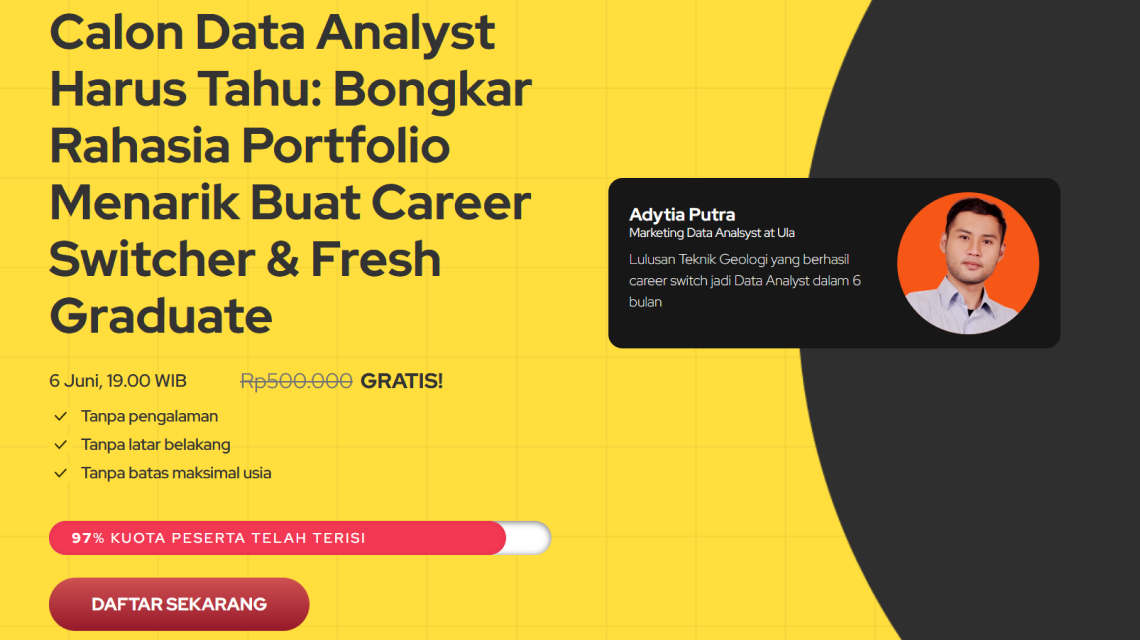 Calon Data Analyst
Harus Tahu: Bongkar
Rahasia Portfolio
Menarik Buat Career
Switcher & Fresh
Graduate
6 Juni, 19.00 WIB
Rp500.000 GRATIS!
Tanpa pengalaman
Tanpa latar belakang
Tanpa batas maksimal usia
97% KUOTA PESERTA TELAH TERISI
DAFTAR SEKARANG
Adytia Putra
Marketing Data Analsyst at Ula
Lulusan Teknik Geologi yang berhasil
career switch jadi Data Analyst dalam 6
bulan